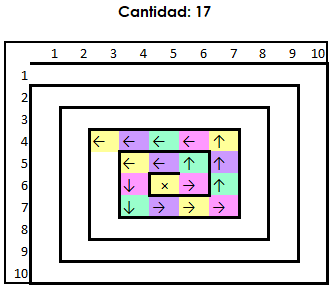 Cantidad: 17
1 2 3 4 5 6 7 8 9 10
1
2
3
4 ← ← ← ← ↑
5 ← ← ↑ ↑
6 ↓ × → ↑
7 ↓ → → →
8
9
10